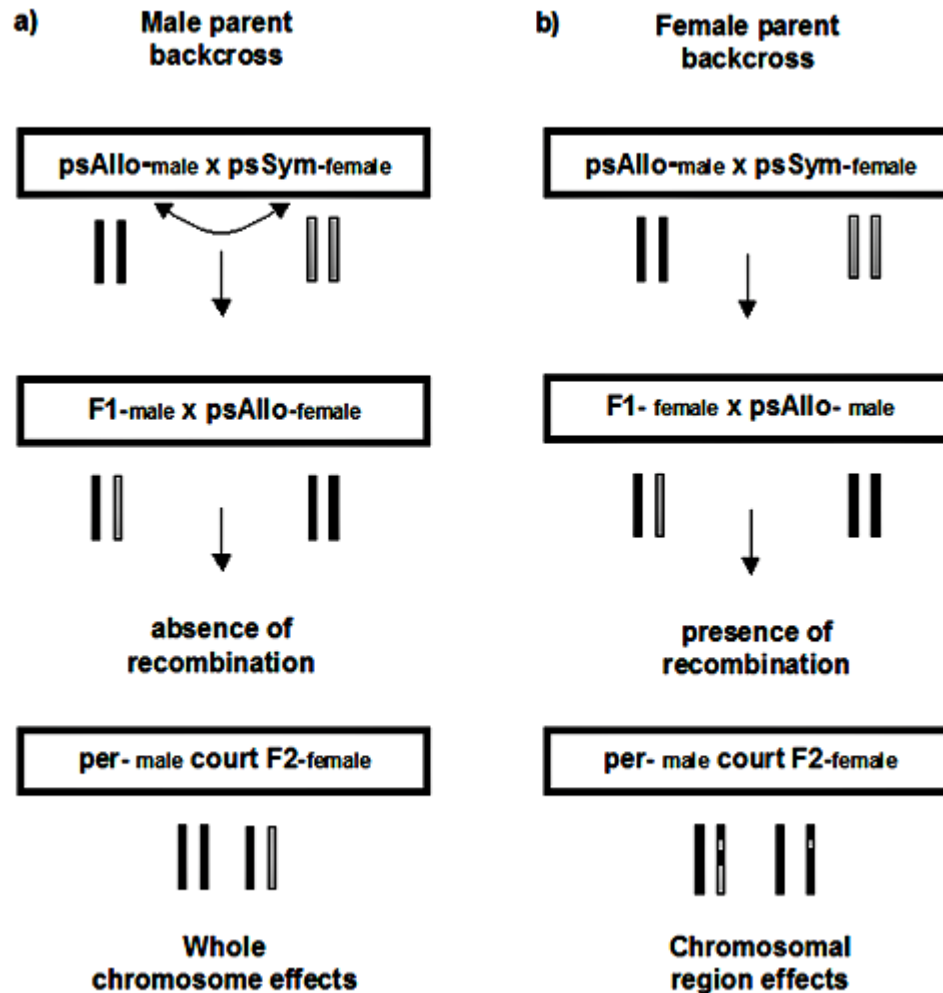 a)
Male parent
backcross
psAllo-male x psSym-female
F1-male x psAllo-female
absence of
recombination
per- male court F2-female
Whole
chromosome effects
b)
Female parent
backcross
psAllo-male x psSym-female
F1- female x psAllo- male
presence of
recombination
per- male court F2-female
Chromosomal
region effects